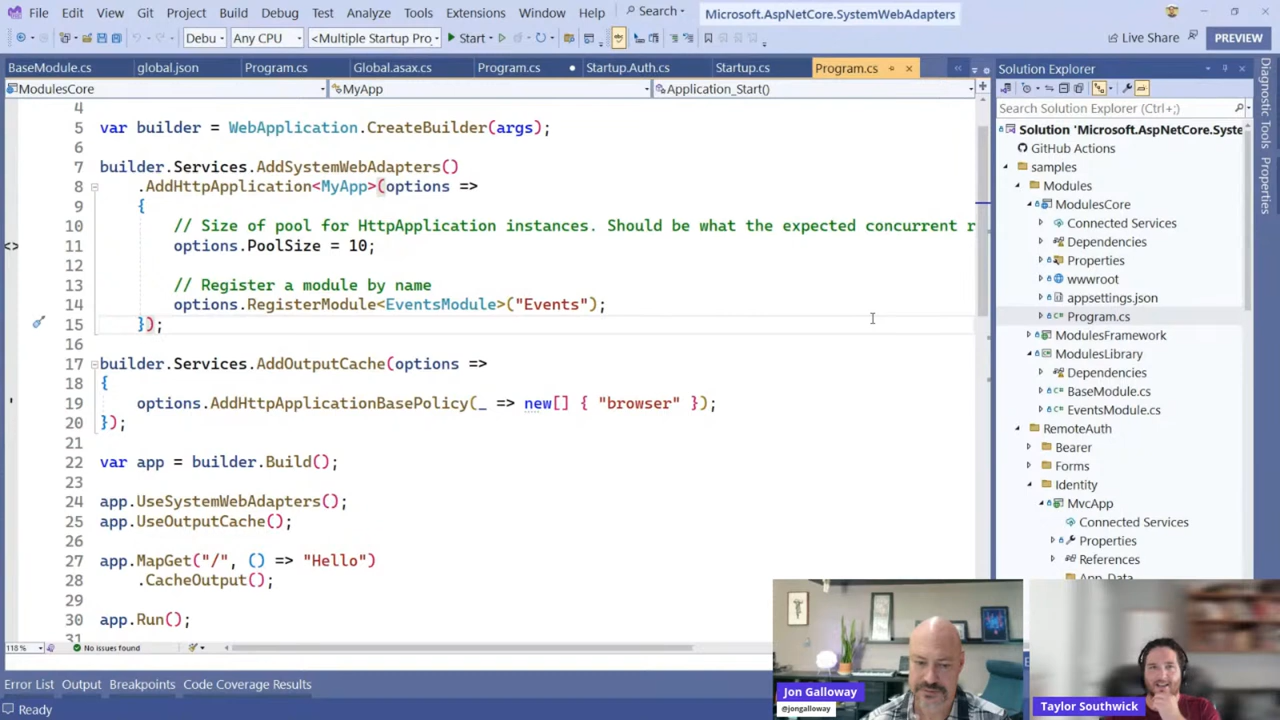 File Edit View Git Project Build Debug Test Analyze Tools Extensions Window Help Search Microsoft.AspNetCore.SystemWebAdapters
Debu Any CPU <Multiple Startup Pro Start Live Share PREVIEW
BaseModule.cs global.json Program.cs Global.asax.cs Program.cs Startup.Auth.cs Startup.cs Program.cs
ModulesCore MyApp Application_Start()
4
5 var builder = WebApplication.CreateBuilder(args);
6
7 builder.Services.AddSystemWebAdapters()
8 .AddHttpApplication<MyApp>(options =>
9 {
10 // Size of pool for HttpApplication instances. Should be what the expected concurrent r
11 options.PoolSize = 10;
12
13 // Register a module by name
14 options.RegisterModule<EventsModule>("Events");
15 });
16
17 builder.Services.AddOutputCache(options =>
18 {
19 options.AddHttpApplicationBasePolicy(_ => new[] { "browser" });
20 });
21
22 var app = builder.Build();
23
24 app.UseSystemWebAdapters();
25 app.UseOutputCache();
26
27 app.MapGet("/", () => "Hello")
28 .CacheOutput();
29
30 app.Run();
31
118 % No issues found
Error List Output Breakpoints Code Coverage Results
Ready
Solution Explorer
Search Solution Explorer (Ctrl+;)
Solution 'Microsoft.AspNetCore.Syste
GitHub Actions
samples
Modules
ModulesCore
Connected Services
Dependencies
Properties
wwwroot
appsettings.json
Program.cs
ModulesFramework
ModulesLibrary
Dependencies
BaseModule.cs
EventsModule.cs
RemoteAuth
Bearer
Forms
Identity
MvcApp
Connected Services
Properties
References
App_Data
Diagnostic Tools
Properties
Jon Galloway
@jongalloway
Taylor Southwick